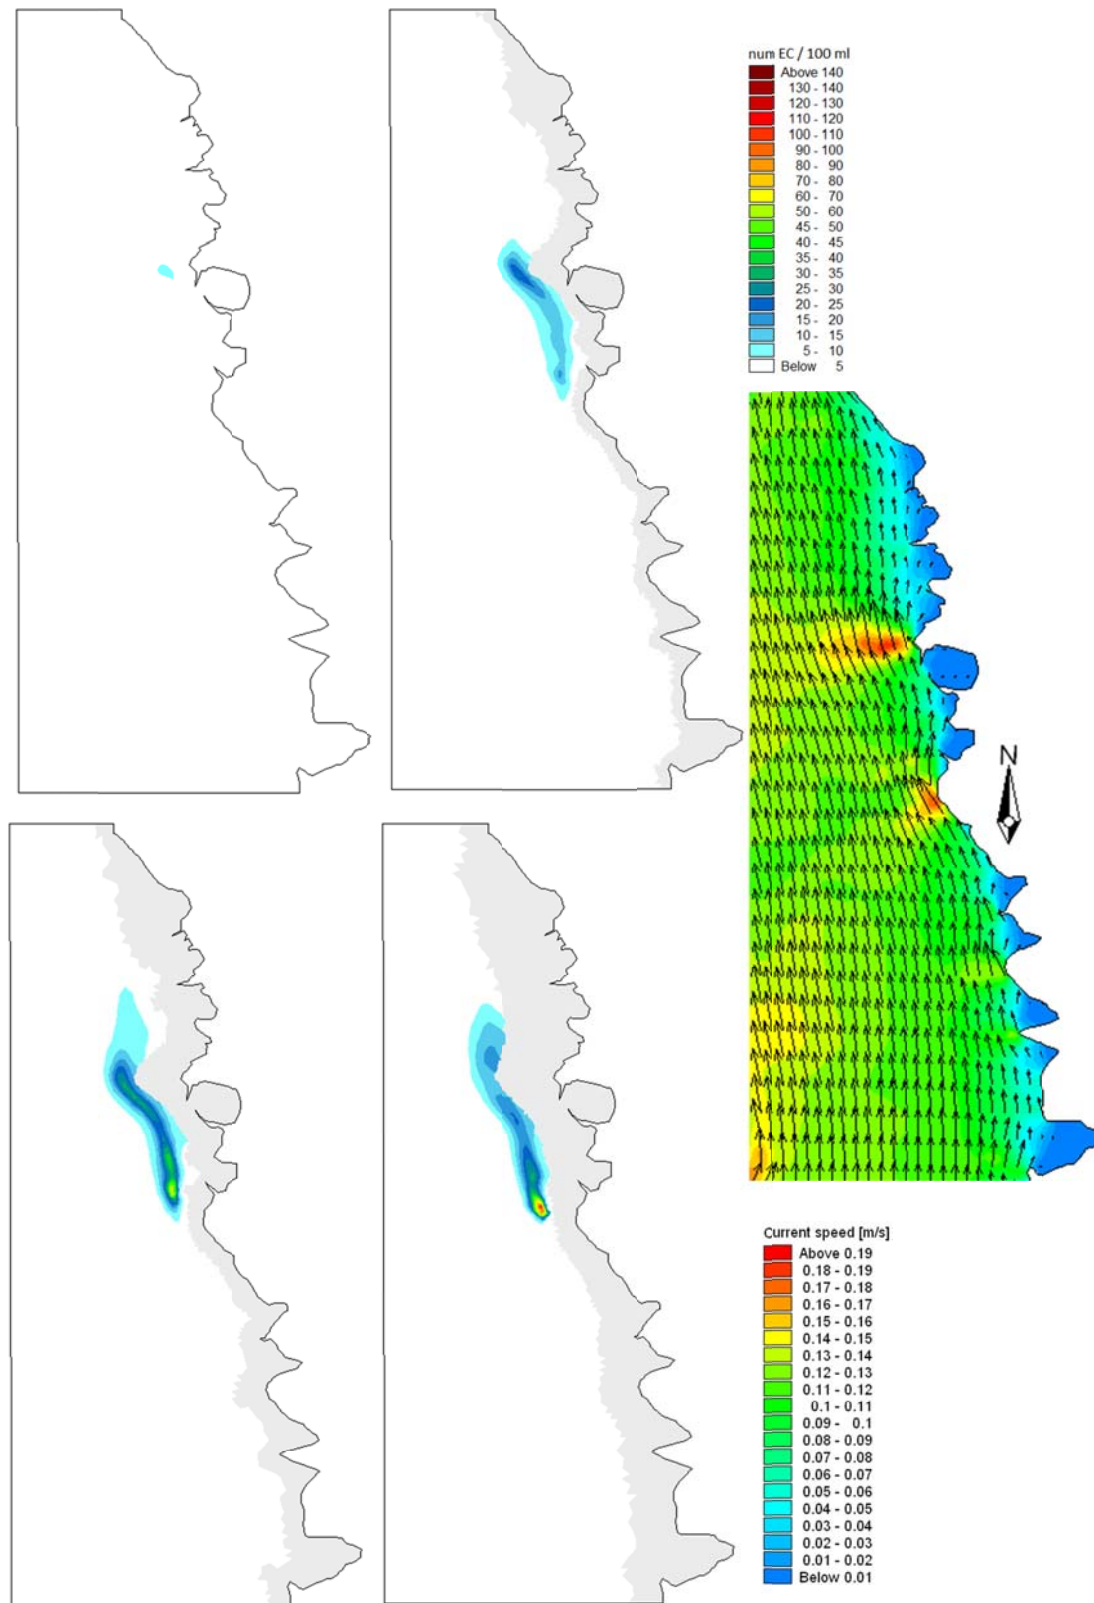 num EC / 100 ml
Above 140
130 - 140
120 - 130
110 - 120
100 - 110
90 - 100
80 - 90
70 - 80
60 - 70
50 - 60
45 - 50
40 - 45
35 - 40
30 - 35
25 - 30
20 - 25
15 - 20
10 - 15
5 - 10
Below 5
N
Current speed [m/s]
Above 0.19
0.18 - 0.19
0.17 - 0.18
0.16 - 0.17
0.15 - 0.16
0.14 - 0.15
0.13 - 0.14
0.12 - 0.13
0.11 - 0.12
0.1 - 0.11
0.09 - 0.1
0.08 - 0.09
0.07 - 0.08
0.06 - 0.07
0.05 - 0.06
0.04 - 0.05
0.03 - 0.04
0.02 - 0.03
0.01 - 0.02
Below 0.01